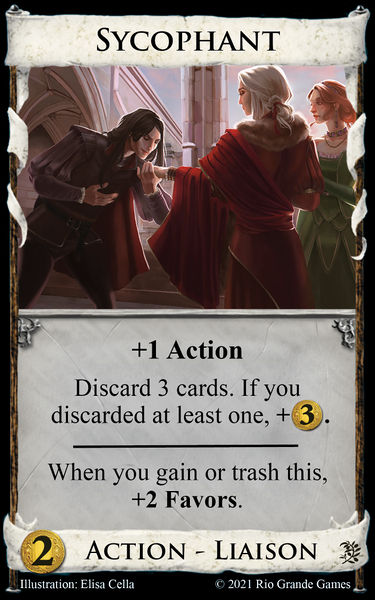 SYCOPHANT
+1 Action
Discard 3 cards. If you
discarded at least one, +3.
When you gain or trash this,
+2 Favors.
2 ACTION - LIAISON
Illustration: Elisa Cella © 2021 Rio Grande Games